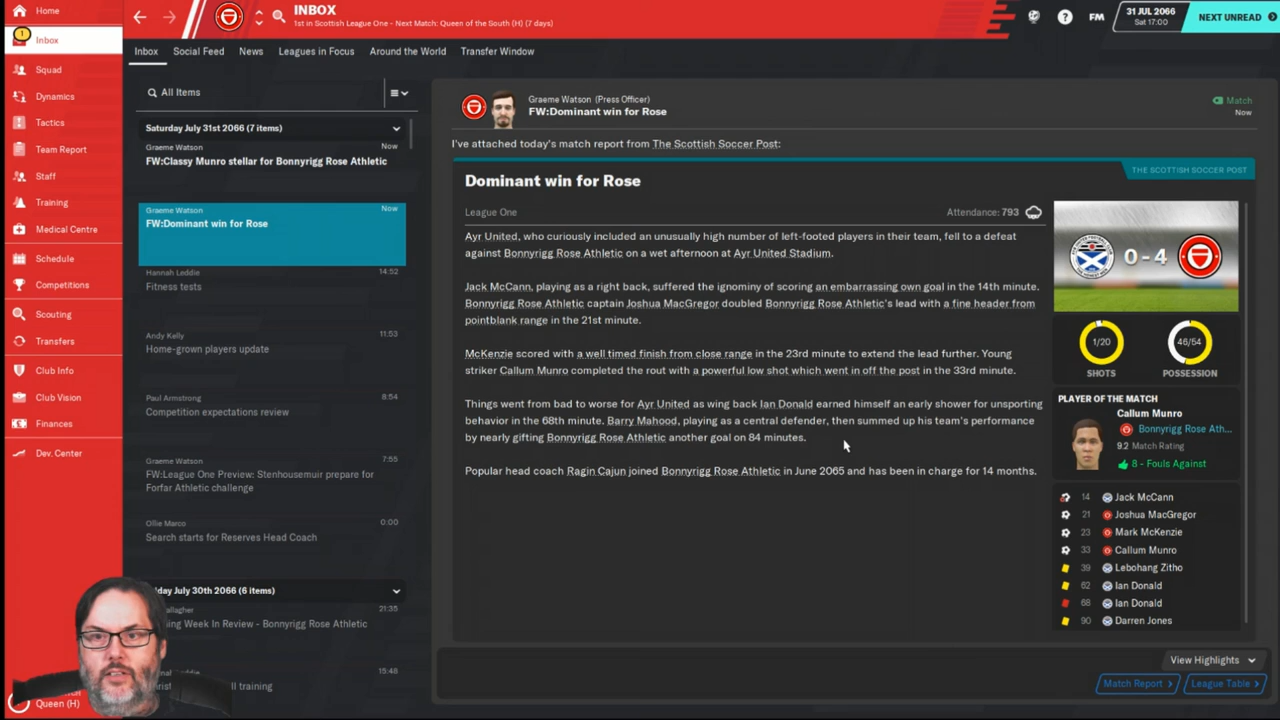 Home
INBOX
1st in Scottish League One - Next Match: Queen of the South (H) (7 days)
FM
31 JUL 2066
Sat 17:00
NEXT UNREAD
1
Inbox
Squad
Dynamics
Tactics
Team Report
Staff
Training
Medical Centre
Schedule
Competitions
Scouting
Transfers
Club Info
Club Vision
Finances
Dev. Center
Queen (H)
Inbox
Social Feed
News
Leagues in Focus
Around the World
Transfer Window
All Items
Saturday July 31st 2066 (7 items)
Graeme Watson
Now
FW:Classy Munro stellar for Bonnyrigg Rose Athletic
Graeme Watson
Now
FW:Dominant win for Rose
Hannah Leddie
14:52
Fitness tests
Andy Kelly
11:53
Home-grown players update
Paul Armstrong
8:54
Competition expectations review
Graeme Watson
7:55
FW:League One Preview: Stenhousemuir prepare for
Forfar Athletic challenge
Ollie Marco
0:00
Search starts for Reserves Head Coach
day July 30th 2066 (6 items)
allagher
21:35
ing Week In Review - Bonnyrigg Rose Athletic
15:48
ll training
Graeme Watson (Press Officer)
FW:Dominant win for Rose
Match
Now
I've attached today's match report from The Scottish Soccer Post:
THE SCOTTISH SOCCER POST
Dominant win for Rose
League One
Attendance: 793
Ayr United, who curiously included an unusually high number of left-footed players in their team, fell to a defeat
against Bonnyrigg Rose Athletic on a wet afternoon at Ayr United Stadium.
Jack McCann, playing as a right back, suffered the ignominy of scoring an embarrassing own goal in the 14th minute.
Bonnyrigg Rose Athletic captain Joshua MacGregor doubled Bonnyrigg Rose Athletic's lead with a fine header from
pointblank range in the 21st minute.
McKenzie scored with a well timed finish from close range in the 23rd minute to extend the lead further. Young
striker Callum Munro completed the rout with a powerful low shot which went in off the post in the 33rd minute.
Things went from bad to worse for Ayr United as wing back Ian Donald earned himself an early shower for unsporting
behavior in the 68th minute. Barry Mahood, playing as a central defender, then summed up his team's performance
by nearly gifting Bonnyrigg Rose Athletic another goal on 84 minutes.
Popular head coach Ragin Cajun joined Bonnyrigg Rose Athletic in June 2065 and has been in charge for 14 months.
0-4
1/20
SHOTS
46/54
POSSESSION
PLAYER OF THE MATCH
Callum Munro
Bonnyrigg Rose Ath...
9.2 Match Rating
8 - Fouls Against
14 Jack McCann
21 Joshua MacGregor
23 Mark McKenzie
33 Callum Munro
39 Lebohang Zitho
62 Ian Donald
68 Ian Donald
90 Darren Jones
View Highlights
Match Report
League Table